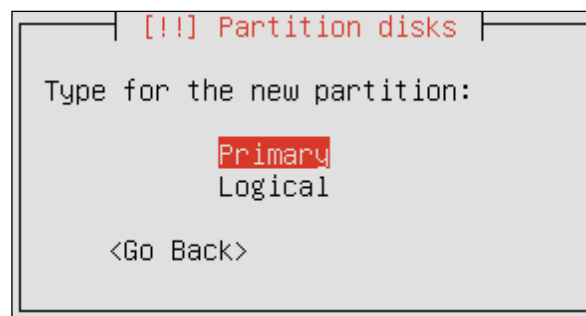 [!!] Partition disks
Type for the new partition:
Primary
Logical
<Go Back>